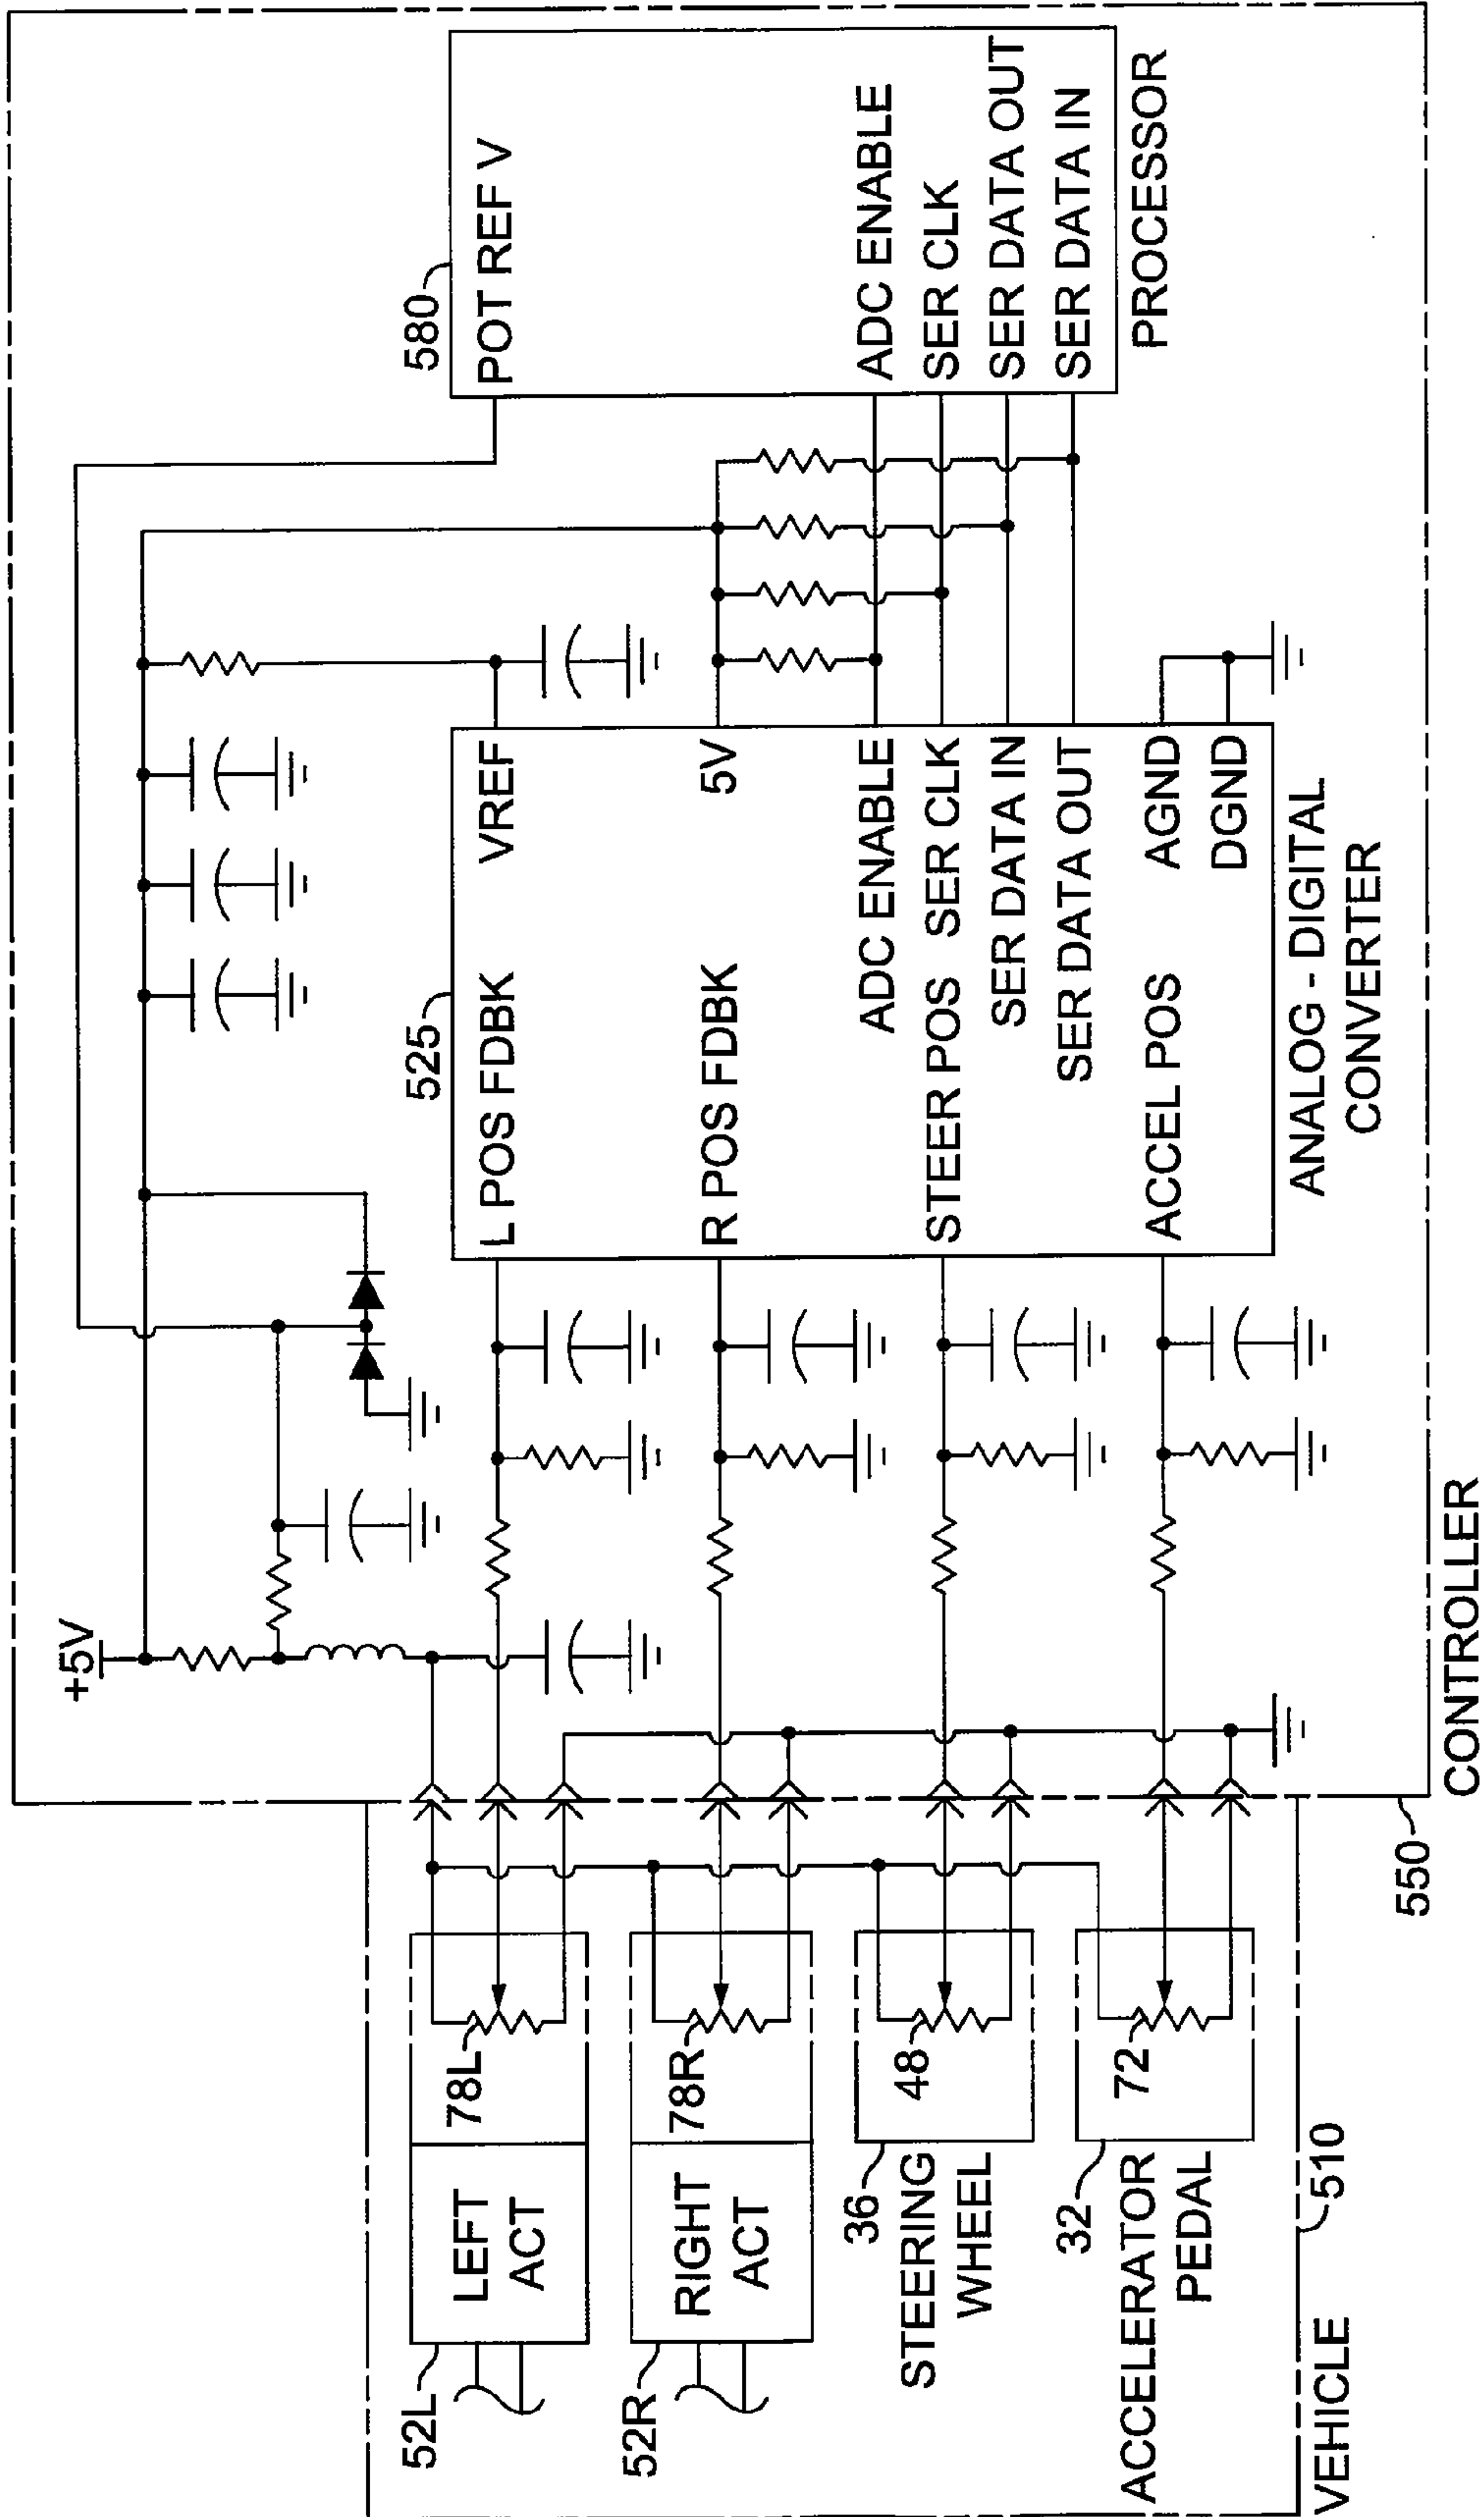 +5V
580
POT REF V
ADC ENABLE
SER CLK
SER DATA OUT
SER DATA IN
PROCESSOR
525
L POS FDBK
VREF
R POS FDBK
5V
ADC ENABLE
STEER POS
SER CLK
SER DATA IN
SER DATA OUT
ACCEL POS
AGND
DGND
ANALOG - DIGITAL
CONVERTER
CONTROLLER
550
52L
LEFT
ACT
78L
52R
RIGHT
ACT
78R
36
STEERING
WHEEL
48
32
ACCELERATOR
PEDAL
72
510
VEHICLE